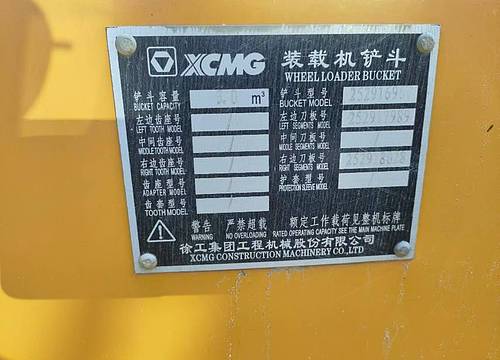 XCMG 装载机铲斗
WHEEL LOADER BUCKET
铲斗容量 m³ 铲斗型号
BUCKET CAPACITY BUCKET MODEL
左边齿座号 左边刀板号
LEFT TOOTH MODEL LEFT SEGMENTS MODEL
中间齿座号 中间刀板号
MIDDLE TOOTH MODEL MIDDLE SEGMENTS MODEL
右边齿座号 右边刀板号
RIGHT TOOTH MODEL RIGHT SEGMENTS MODEL
齿座型号 护套型号
ADAPTER MODEL PROTECTION SLEEVE MODEL
齿套型号
TOOTH MODEL
警告 严禁超载 额定工作载荷见整机标牌
WARNING NO OVERLOADING RATED OPERATING CAPACITY SEE THE MAIN MACHINE PLATE
徐工集团工程机械股份有限公司
XCMG CONSTRUCTION MACHINERY CO.,LTD